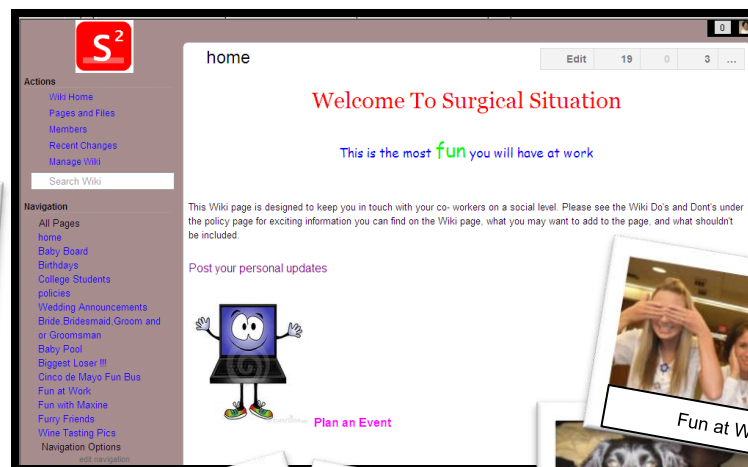 0
S²
home
Edit 19 0 3 ...
Actions
Wiki Home
Pages and Files
Members
Recent Changes
Manage Wiki
Search Wiki
Navigation
All Pages
home
Baby Board
Birthdays
College Students
policies
Wedding Announcements
Bride,Bridesmaid,Groom and
or Groomsman
Baby Pool
Biggest Loser !!!
Cinco de Mayo Fun Bus
Fun at Work
Fun with Maxine
Furry Friends
Wine Tasting Pics
Navigation Options
edit navigation
Welcome To Surgical Situation
This is the most fun you will have at work
This Wiki page is designed to keep you in touch with your co- workers on a social level. Please see the Wiki Do's and Dont's under
the policy page for exciting information you can find on the Wiki page, what you may want to add to the page, and what shouldn't
be included.
Post your personal updates
Plan an Event
Fun at W